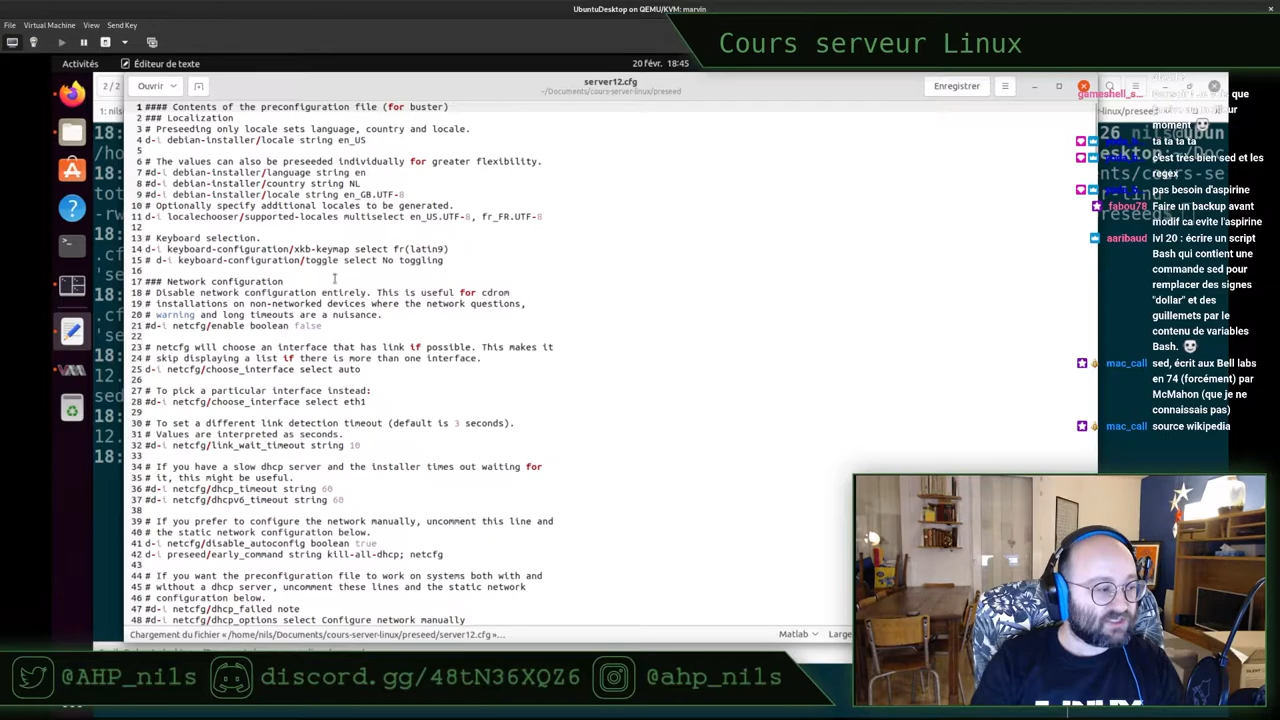 UbuntuDesktop on QEMU/KVM: marvin
File Virtual Machine View Send Key
Cours serveur Linux
Activités Éditeur de texte 20 févr. 18:45
2/2 Ouvrir server12.cfg Enregistrer
~/Documents/cours-server-linux/preseed
1 #### Contents of the preconfiguration file (for buster)
2 ### Localization
3 # Preseeding only locale sets language, country and locale.
4 d-i debian-installer/locale string en_US
5
6 # The values can also be preseeded individually for greater flexibility.
7 #d-i debian-installer/language string en
8 #d-i debian-installer/country string NL
9 #d-i debian-installer/locale string en_GB.UTF-8
10 # Optionally specify additional locales to be generated.
11 d-i localechooser/supported-locales multiselect en_US.UTF-8, fr_FR.UTF-8
12
13 # Keyboard selection.
14 d-i keyboard-configuration/xkb-keymap select fr(latin9)
15 # d-i keyboard-configuration/toggle select No toggling
16
17 ### Network configuration
18 # Disable network configuration entirely. This is useful for cdrom
19 # installations on non-networked devices where the network questions,
20 # warning and long timeouts are a nuisance.
21 #d-i netcfg/enable boolean false
22
23 # netcfg will choose an interface that has link if possible. This makes it
24 # skip displaying a list if there is more than one interface.
25 d-i netcfg/choose_interface select auto
26
27 # To pick a particular interface instead:
28 #d-i netcfg/choose_interface select eth1
29
30 # To set a different link detection timeout (default is 3 seconds).
31 # Values are interpreted as seconds.
32 #d-i netcfg/link_wait_timeout string 10
33
34 # If you have a slow dhcp server and the installer times out waiting for
35 # it, this might be useful.
36 #d-i netcfg/dhcp_timeout string 60
37 #d-i netcfg/dhcpv6_timeout string 60
38
39 # If you prefer to configure the network manually, uncomment this line and
40 # the static network configuration below.
41 #d-i netcfg/disable_autoconfig boolean true
42 d-i preseed/early_command string kill-all-dhcp; netcfg
43
44 # If you want the preconfiguration file to work on systems both with and
45 # without a dhcp server, uncomment these lines and the static network
46 # configuration below.
47 #d-i netcfg/dhcp_failed note
48 #d-i netcfg/dhcp_options select Configure network manually
Chargement du fichier « /home/nils/Documents/cours-server-linux/preseed/server12.cfg »… Matlab
gameshell_s...
que
moment
ta ta ta ta
c'est très bien sed et les
regex
pas besoin d'aspirine
fabou78 Faire un backup avant
modif ca evite l'aspirine
aaribaud lvl 20 : écrire un script
Bash qui contient une
commande sed pour
remplacer des signes
"dollar" et des
guillemets par le
contenu de variables
Bash.
mac_call sed, écrit aux Bell labs
en 74 (forcément) par
McMahon (que je ne
connaissais pas)
mac_call source wikipedia
@AHP_nils discord.gg/48tN36XQZ6 @ahp_nils